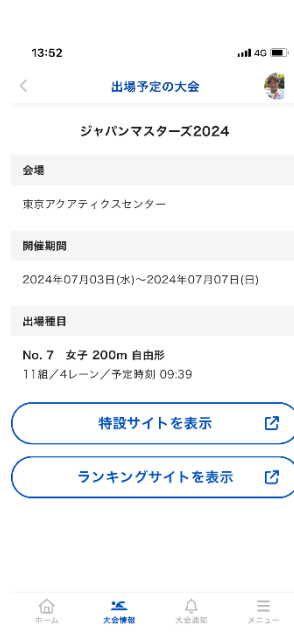 13:52
4G
出場予定の大会
ジャパンマスターズ2024
会場
東京アクアティクスセンター
開催期間
2024年07月03日(水)〜2024年07月07日(日)
出場種目
No. 7 女子 200m 自由形
11組／4レーン／予定時刻 09:39
特設サイトを表示
ランキングサイトを表示
ホーム
大会情報
大会通知
メニュー